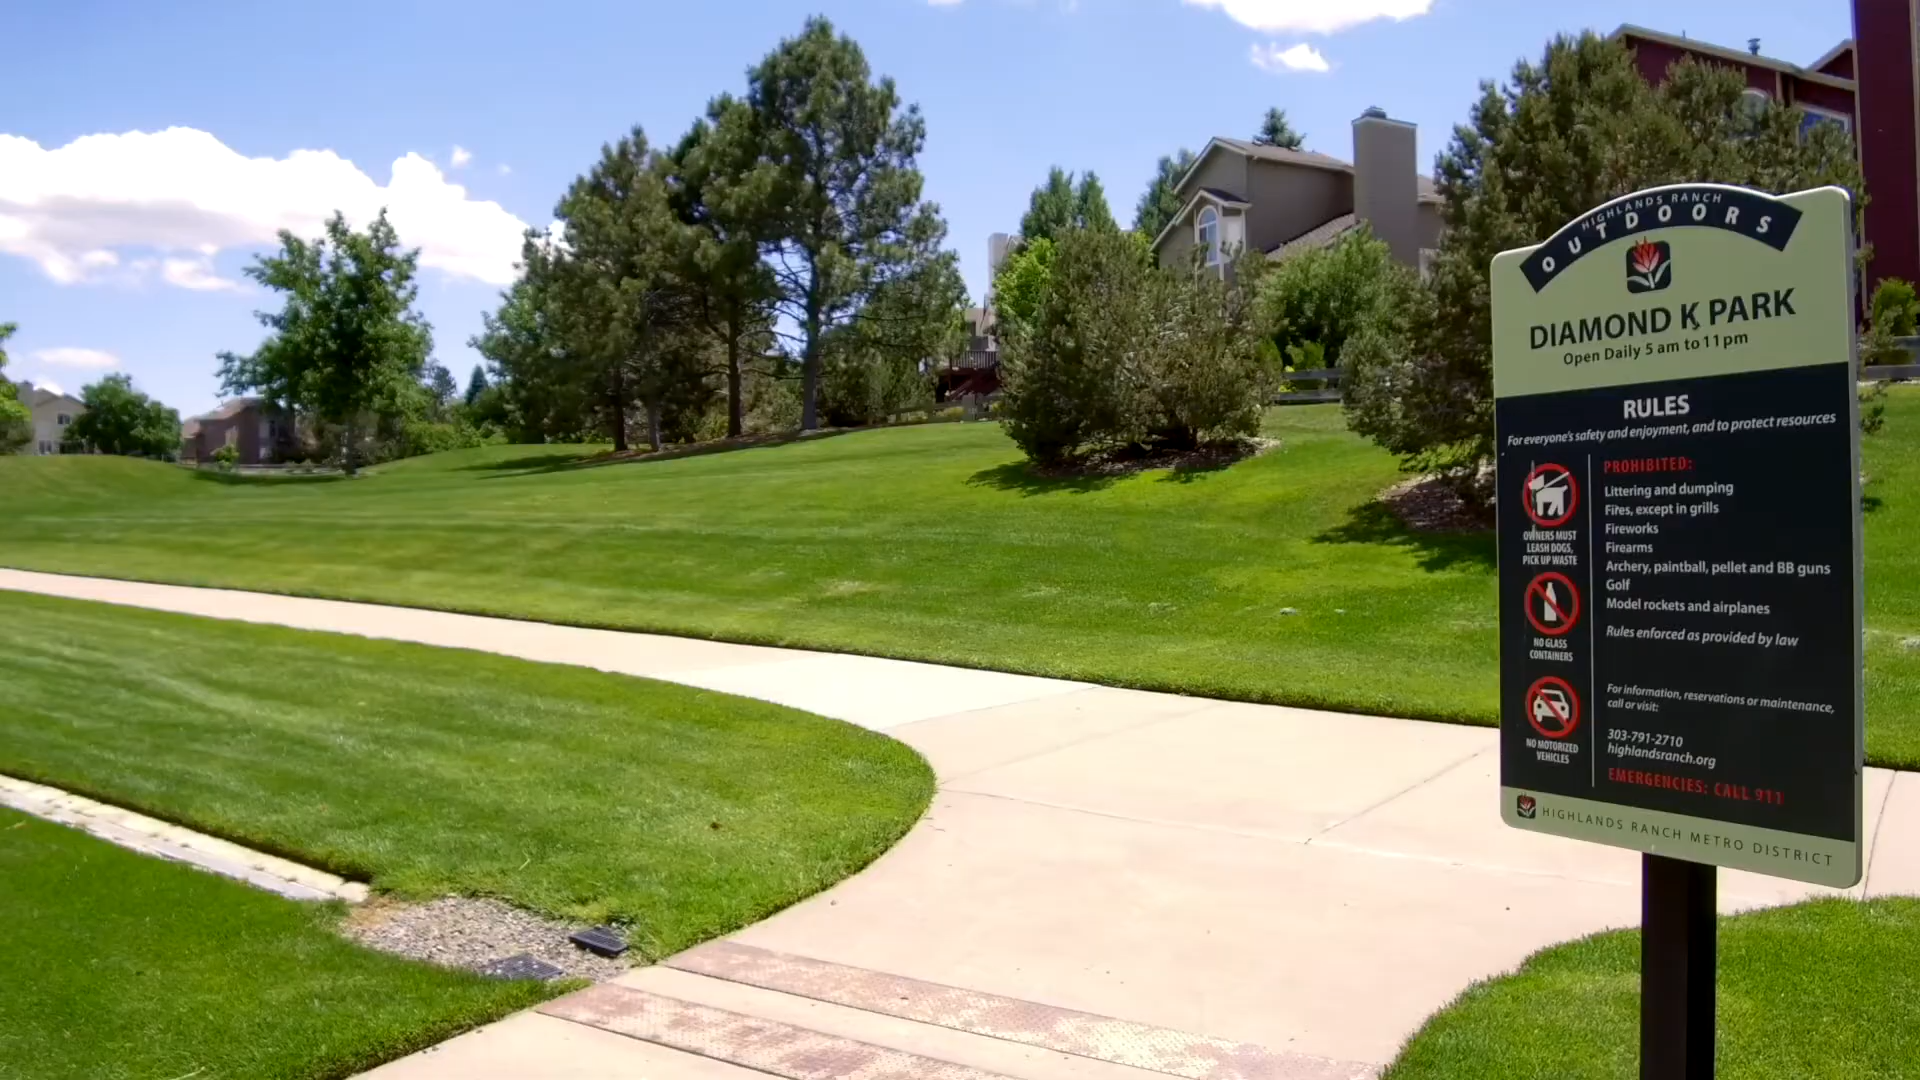 HIGHLANDS RANCH
OUTDOORS
DIAMOND K PARK
Open Daily 5 am to 11pm
RULES
For everyone's safety and enjoyment, and to protect resources
OWNERS MUST
LEASH DOGS,
PICK UP WASTE
NO GLASS
CONTAINERS
NO MOTORIZED
VEHICLES
PROHIBITED:
Littering and dumping
Fires, except in grills
Fireworks
Firearms
Archery, paintball, pellet and BB guns
Golf
Model rockets and airplanes
Rules enforced as provided by law
For information, reservations or maintenance,
call or visit:
303-791-2710
highlandsranch.org
EMERGENCIES: CALL 911
HIGHLANDS RANCH METRO DISTRICT